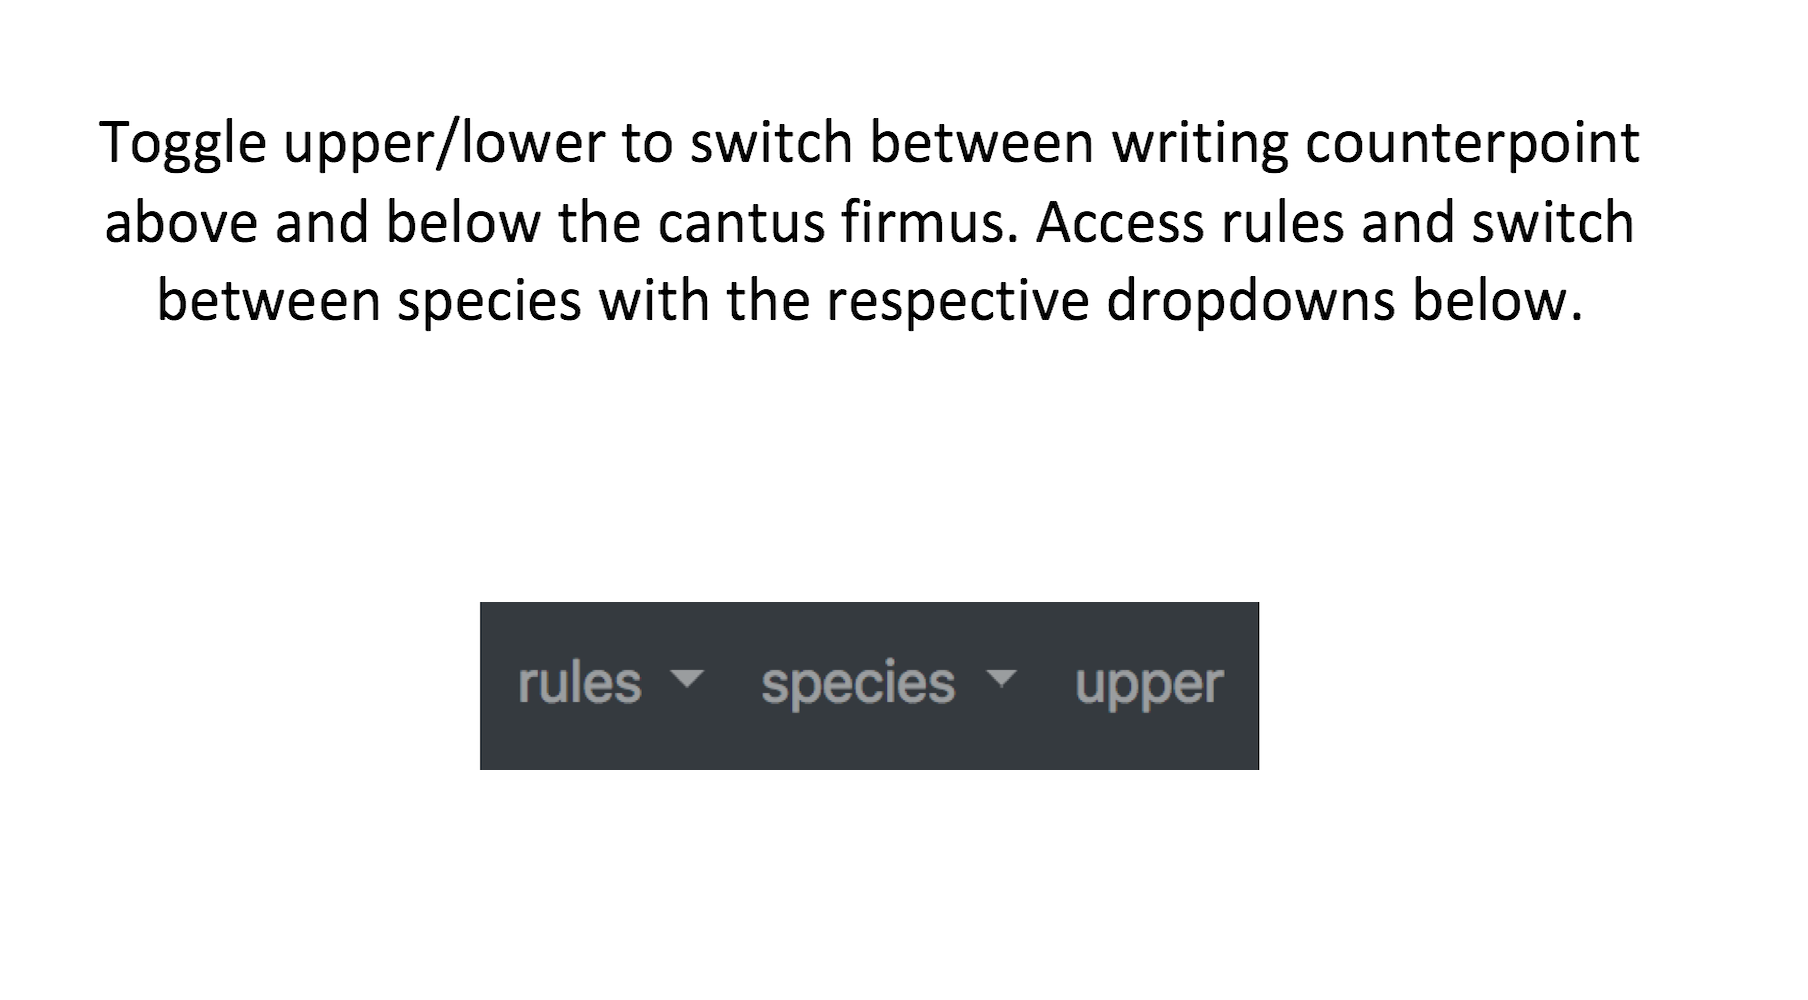 Toggle upper/lower to switch between writing counterpoint
above and below the cantus firmus. Access rules and switch
between species with the respective dropdowns below.
rules species upper